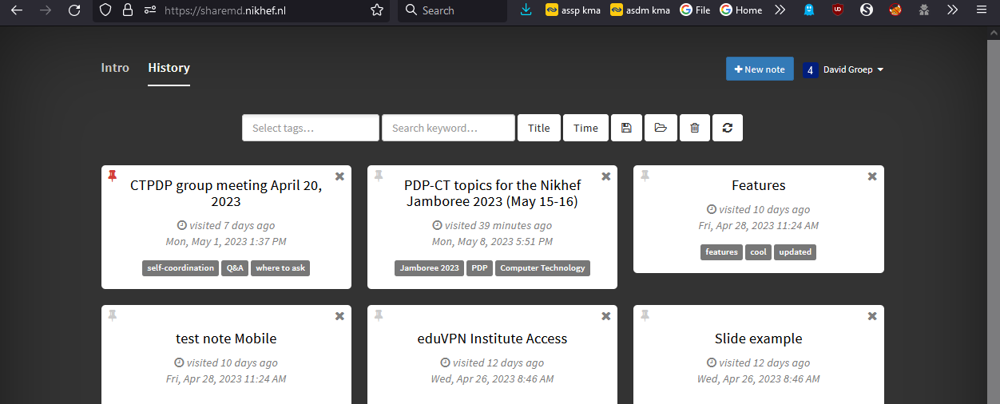 https://sharemd.nikhef.nl
Search
assp kma
asdm kma
File
Home
UD
Intro
History
New note
4
David Groep
Select tags...
Search keyword...
Title
Time
CTPDP group meeting April 20,
2023
visited 7 days ago
Mon, May 1, 2023 1:37 PM
self-coordination
Q&A
where to ask
PDP-CT topics for the Nikhef
Jamboree 2023 (May 15-16)
visited 39 minutes ago
Mon, May 8, 2023 5:51 PM
Jamboree 2023
PDP
Computer Technology
Features
visited 10 days ago
Fri, Apr 28, 2023 11:24 AM
features
cool
updated
test note Mobile
visited 10 days ago
Fri, Apr 28, 2023 11:24 AM
eduVPN Institute Access
visited 12 days ago
Wed, Apr 26, 2023 8:46 AM
Slide example
visited 12 days ago
Wed, Apr 26, 2023 8:46 AM